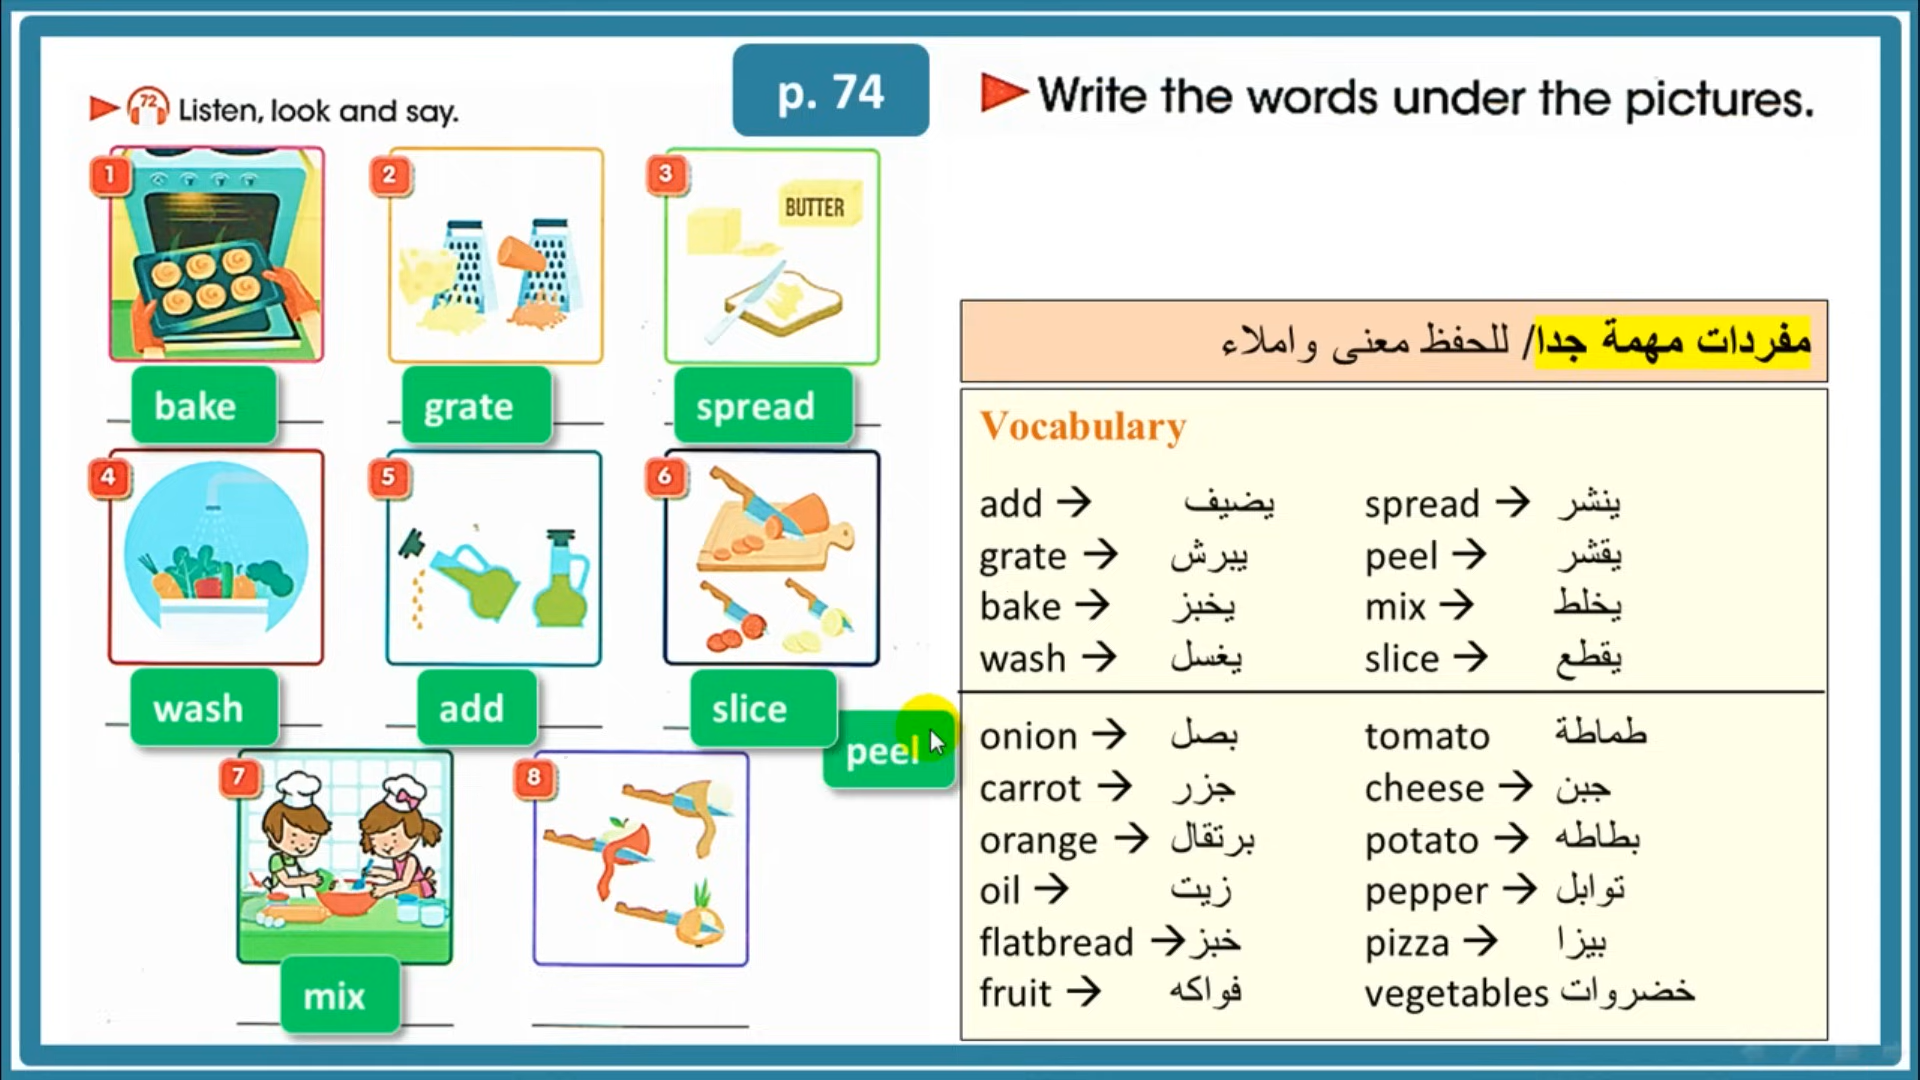 72 Listen, look and say.
p. 74
Write the words under the pictures.
1
2
3
BUTTER
bake
grate
spread
4
5
6
wash
add
slice
peel
7
8
mix
مفردات مهمة جدا/ للحفظ معنى واملاء
Vocabulary
add → يضيف spread → ينشر
grate → يبرش peel → يقشر
bake → يخبز mix → يخلط
wash → يغسل slice → يقطع
onion → بصل tomato طماطة
carrot → جزر cheese → جبن
orange → برتقال potato → بطاطه
oil → زيت pepper → توابل
flatbread → خبز pizza → بيزا
fruit → فواكه vegetables خضروات